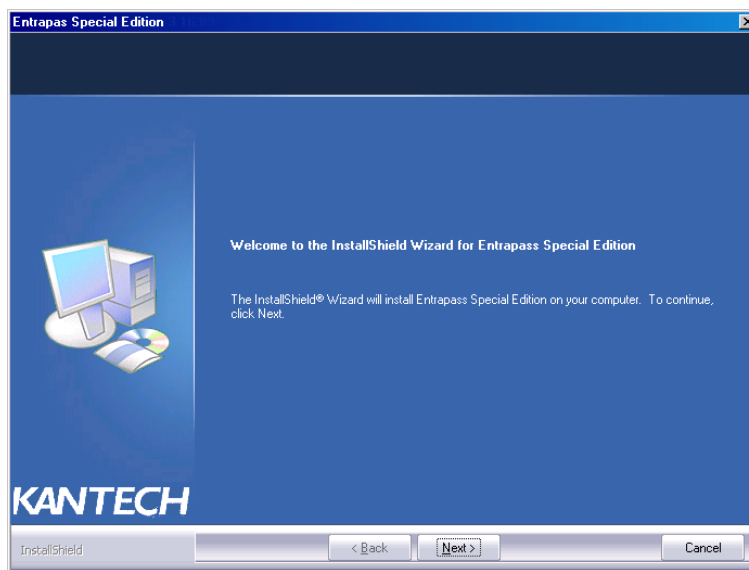 Entrapas Special Edition
Welcome to the InstallShield Wizard for Entrapass Special Edition
The InstallShield® Wizard will install Entrapass Special Edition on your computer. To continue,
click Next.
KANTECH
InstallShield
< Back
Next >
Cancel